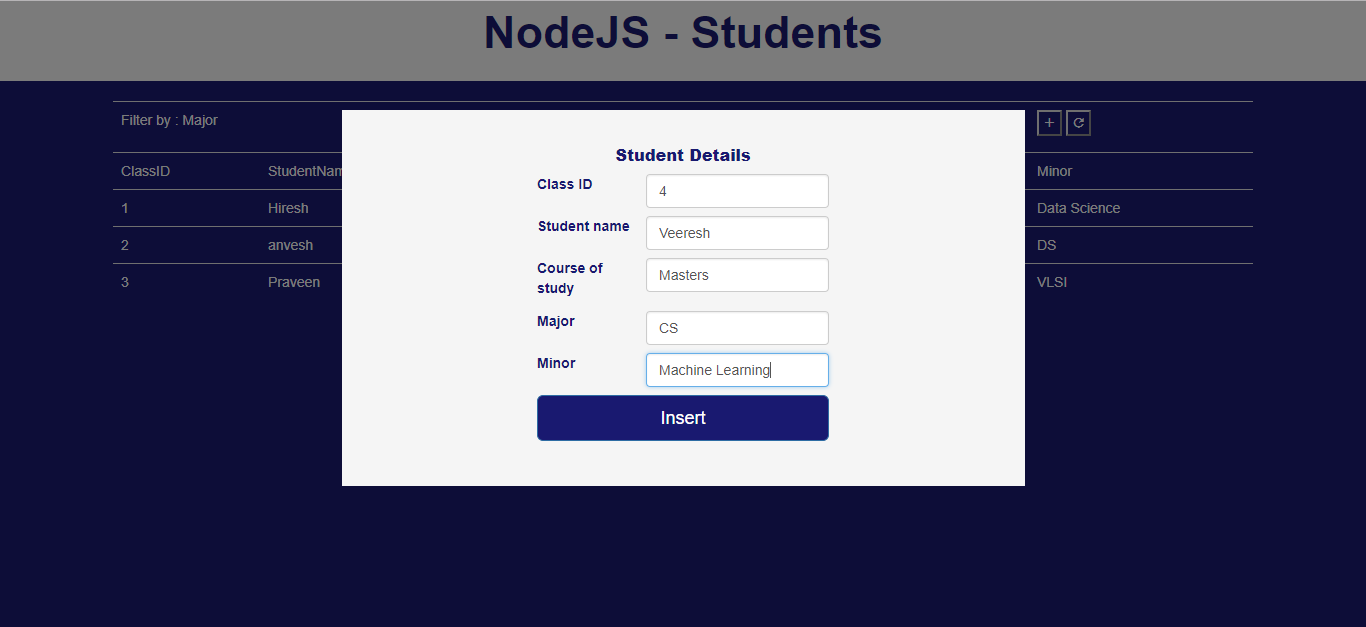 NodeJS - Students
Filter by : Major
+
ClassID StudentNam Minor
1 Hiresh Data Science
2 anvesh DS
3 Praveen VLSI
Student Details
Class ID 4
Student name Veeresh
Course of
study Masters
Major CS
Minor Machine Learning
Insert